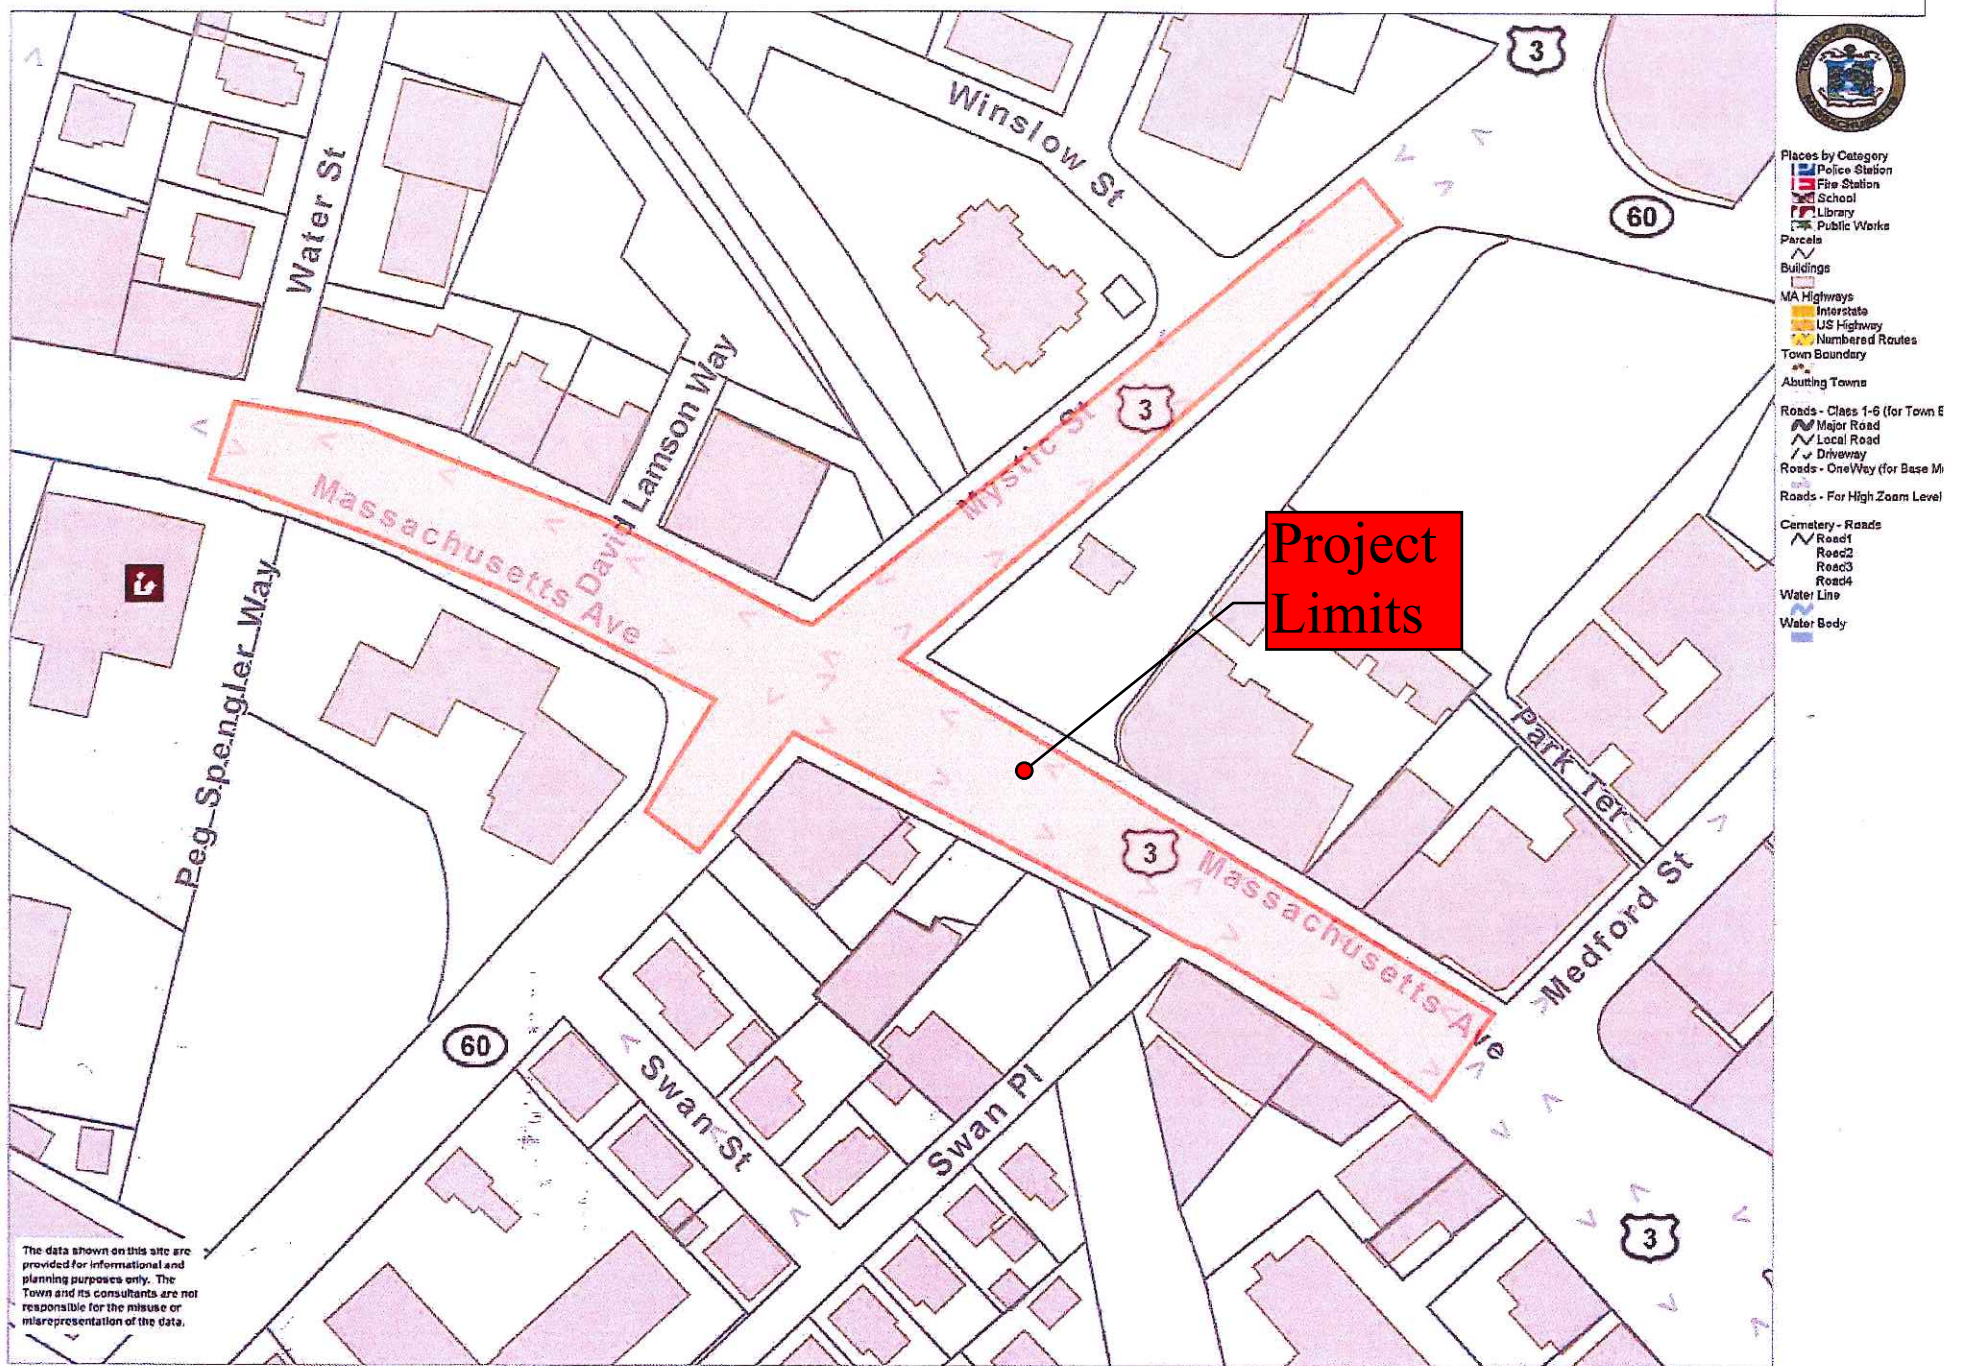 3
Winslow St
Water St
60
David Lamson Way
3
Mystic St
Massachusetts Ave
Project
Limits
Peg Spengler Way
Park Ter
3
Massachusetts Ave
Medford St
60
Swan St
Swan Pl
3
The data shown on this site are
provided for informational and
planning purposes only. The
Town and its consultants are not
responsible for the misuse or
misrepresentation of the data.
TOWN OF ARLINGTON
MASSACHUSETTS
Places by Category
Police Station
Fire Station
School
Library
Public Works
Parcels
Buildings
MA Highways
Interstate
US Highway
Numbered Routes
Town Boundary
Abutting Towns
Roads - Class 1-6 (for Town B
Major Road
Local Road
Driveway
Roads - OneWay (for Base M
Roads - For High Zoom Level
Cemetery - Roads
Road1
Road2
Road3
Road4
Water Line
Water Body